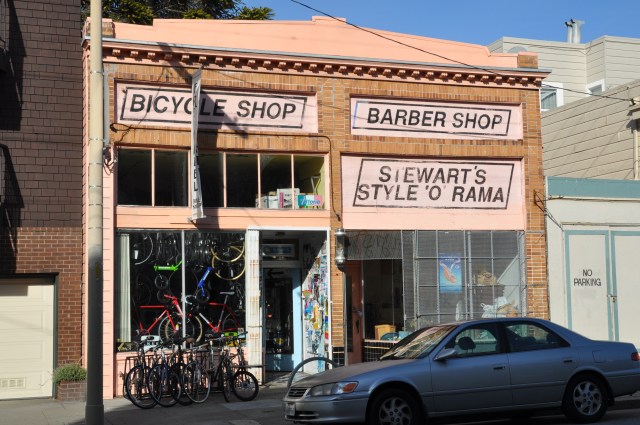 BICYCLE SHOP
BARBER SHOP
STEWART'S
STYLE 'O' RAMA
NO
PARKING